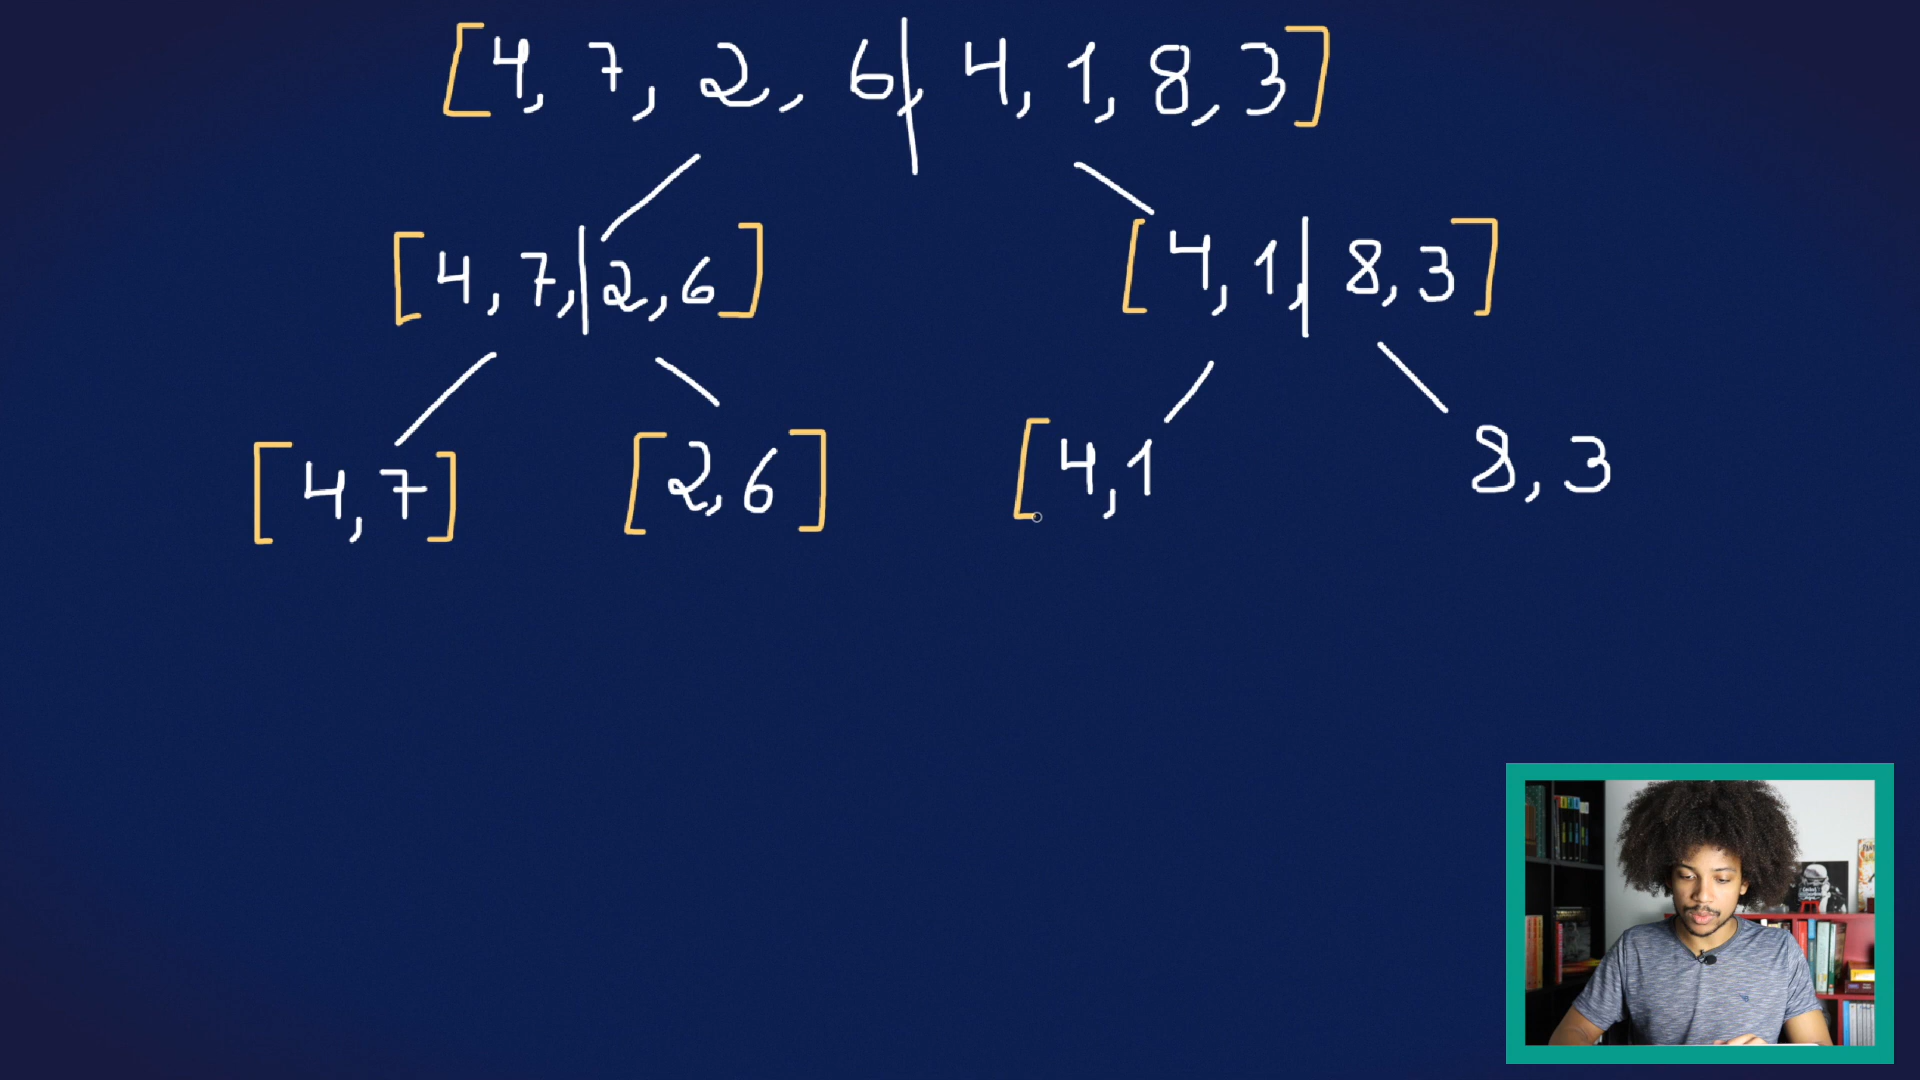 [4, 7, 2, 6, 4, 1, 8, 3]
[4, 7, 2, 6] [4, 1, 8, 3]
[4, 7] [2, 6] [4, 1 8, 3